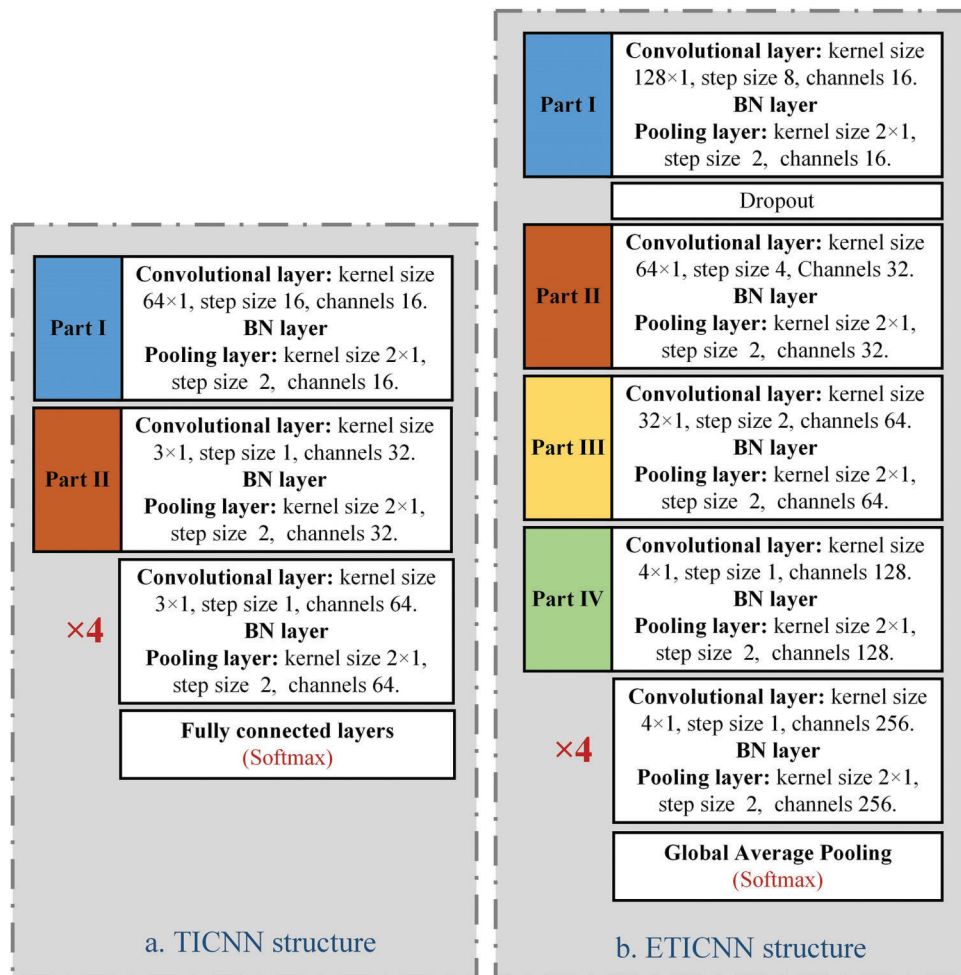 Part I
Convolutional layer: kernel size
64×1, step size 16, channels 16.
BN layer
Pooling layer: kernel size 2×1,
step size 2, channels 16.
Part II
Convolutional layer: kernel size
3×1, step size 1, channels 32.
BN layer
Pooling layer: kernel size 2×1,
step size 2, channels 32.
×4
Convolutional layer: kernel size
3×1, step size 1, channels 64.
BN layer
Pooling layer: kernel size 2×1,
step size 2, channels 64.
Fully connected layers
(Softmax)
a. TICNN structure
Part I
Convolutional layer: kernel size
128×1, step size 8, channels 16.
BN layer
Pooling layer: kernel size 2×1,
step size 2, channels 16.
Dropout
Part II
Convolutional layer: kernel size
64×1, step size 4, Channels 32.
BN layer
Pooling layer: kernel size 2×1,
step size 2, channels 32.
Part III
Convolutional layer: kernel size
32×1, step size 2, channels 64.
BN layer
Pooling layer: kernel size 2×1,
step size 2, channels 64.
Part IV
Convolutional layer: kernel size
4×1, step size 1, channels 128.
BN layer
Pooling layer: kernel size 2×1,
step size 2, channels 128.
×4
Convolutional layer: kernel size
4×1, step size 1, channels 256.
BN layer
Pooling layer: kernel size 2×1,
step size 2, channels 256.
Global Average Pooling
(Softmax)
b. ETICNN structure